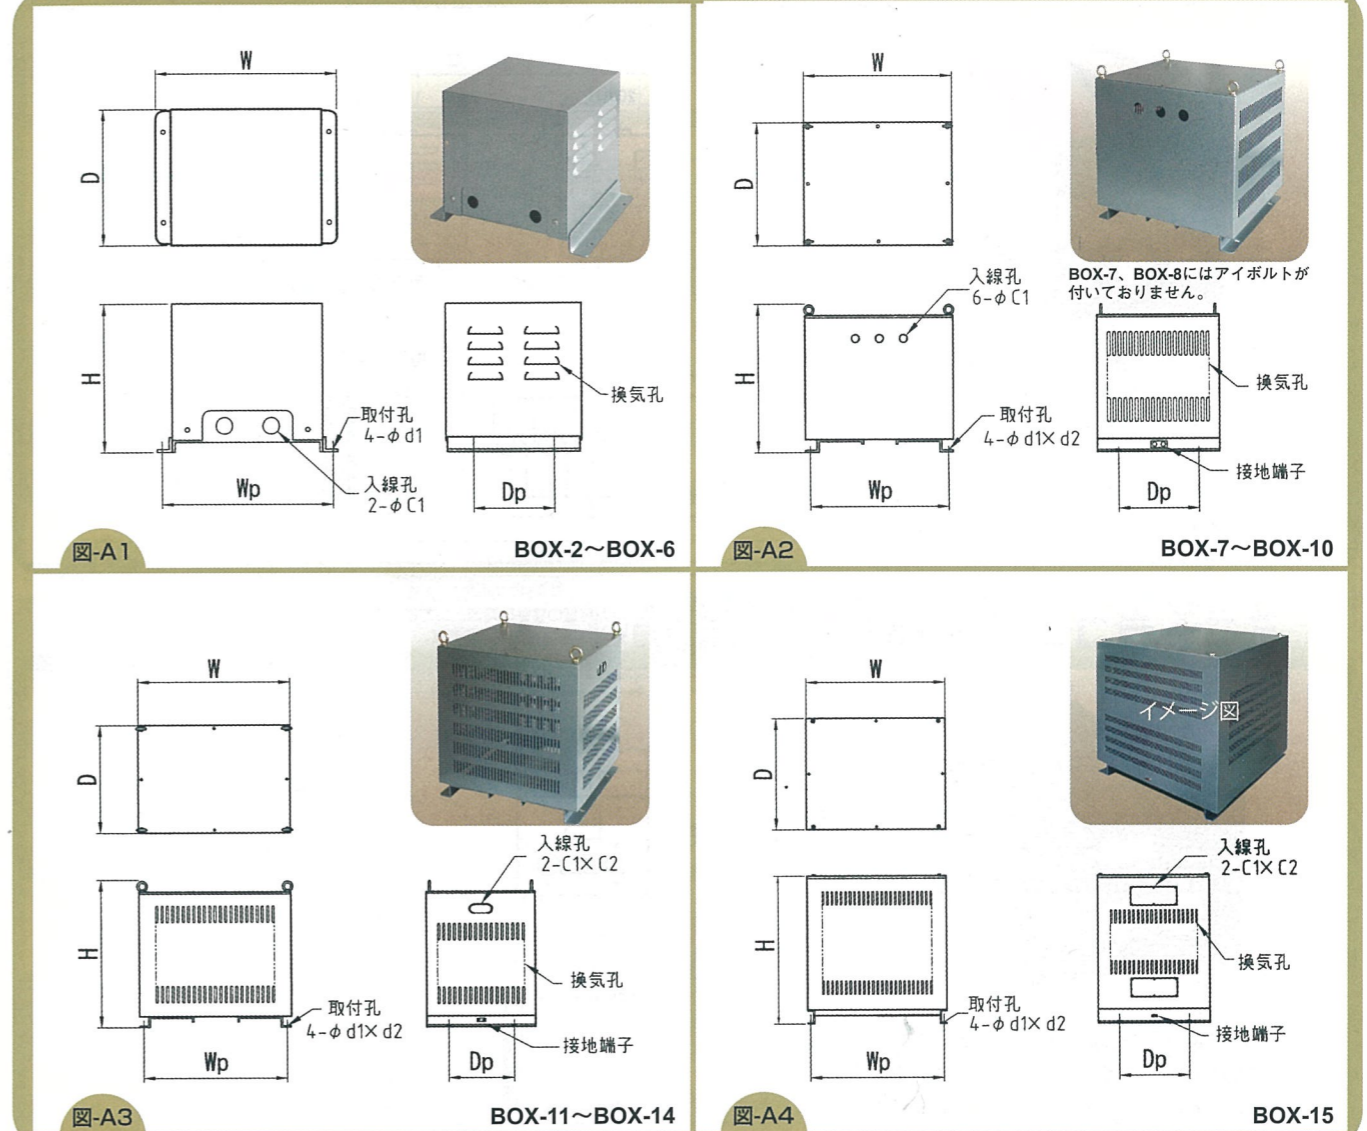 W
D
H
取付孔
4-φd1
入線孔
2-φC1
Wp
換気孔
Dp
図-A1
BOX-2～BOX-6
W
D
BOX-7、BOX-8にはアイボルトが
付いておりません。
入線孔
6-φC1
H
取付孔
4-φd1×d2
Wp
換気孔
接地端子
Dp
図-A2
BOX-7～BOX-10
W
D
入線孔
2-C1×C2
H
取付孔
4-φd1×d2
Wp
換気孔
接地端子
Dp
図-A3
BOX-11～BOX-14
W
D
イメージ図
入線孔
2-C1×C2
H
取付孔
4-φd1×d2
Wp
換気孔
接地端子
Dp
図-A4
BOX-15